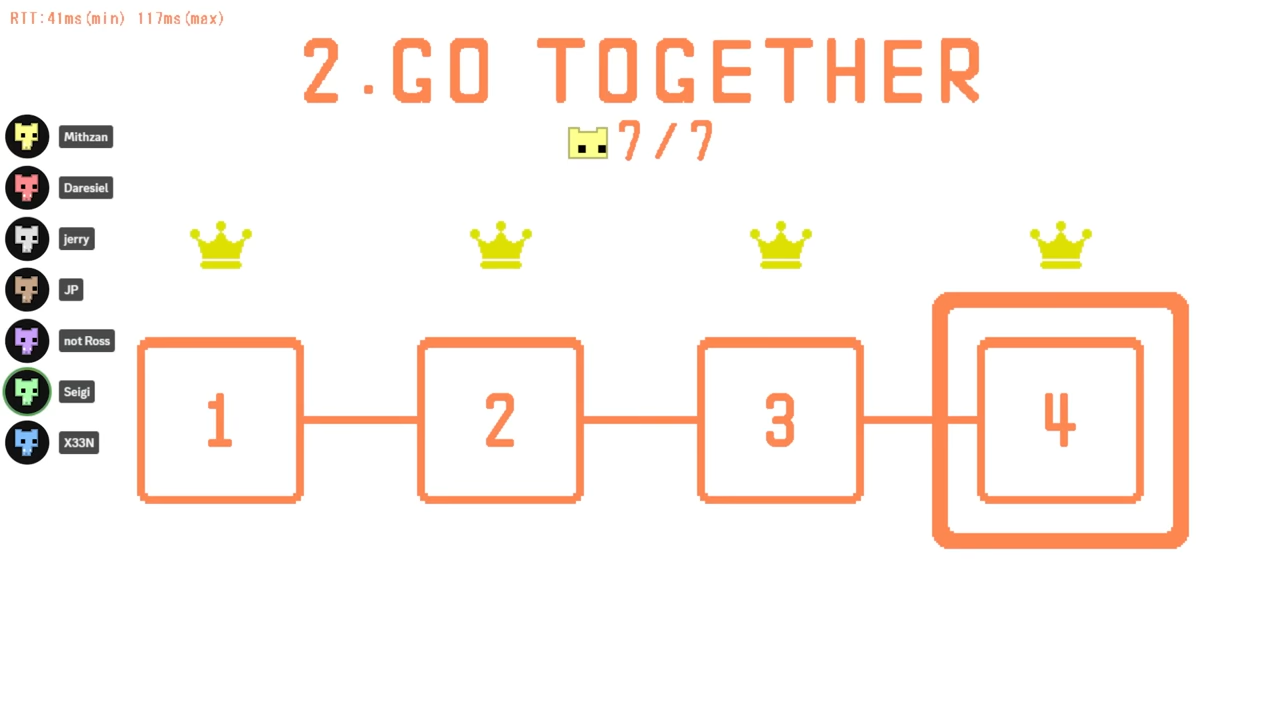 RTT:41ms(min) 117ms(max)
2.GO TOGETHER
7/7
Mithzan
Daresiel
jerry
JP
not Ross
Seigi
X33N
1
2
3
4